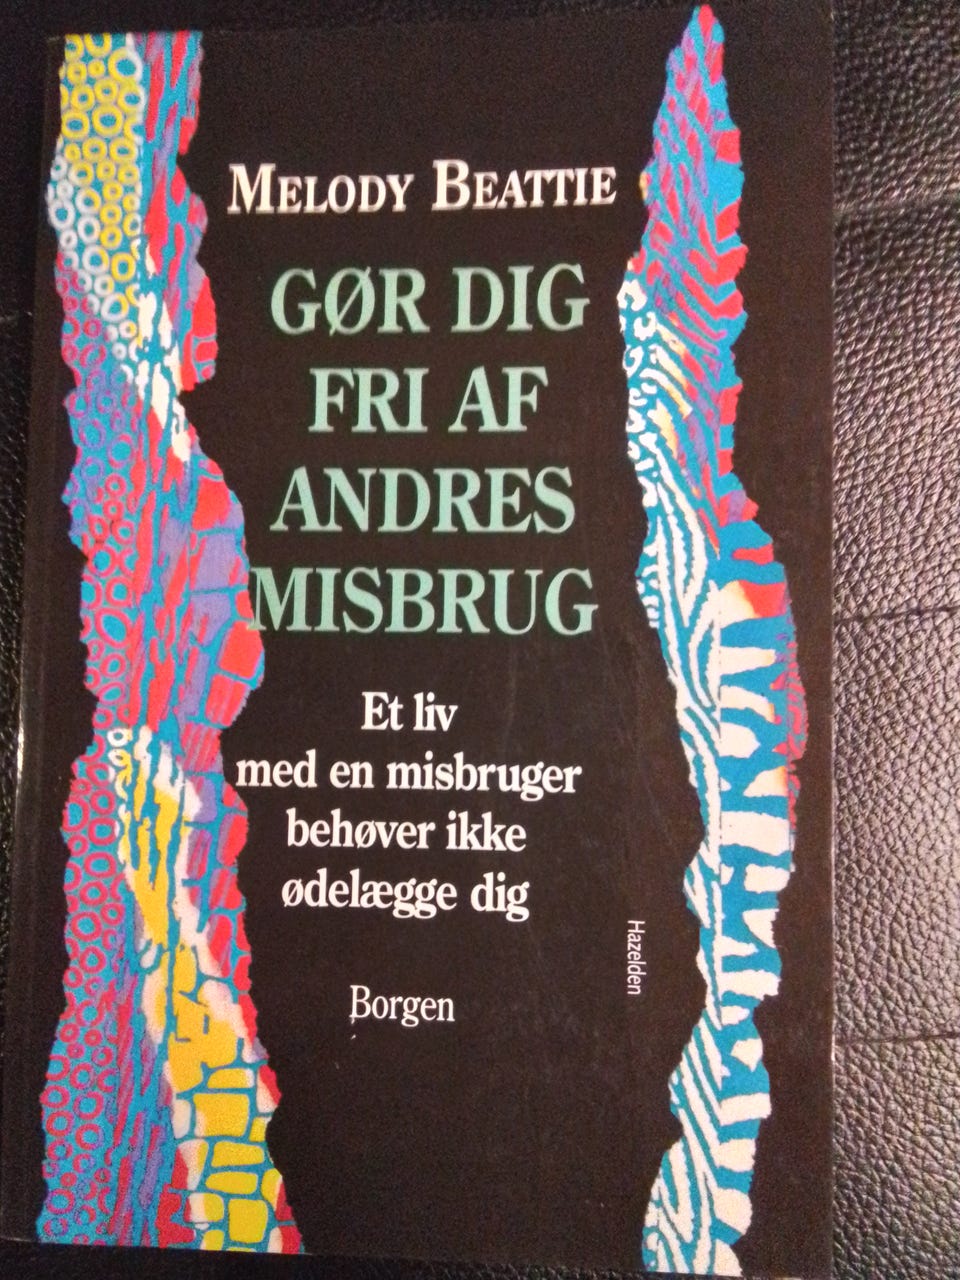 MELODY BEATTIE
GØR DIG
FRI AF
ANDRES
MISBRUG
Et liv
med en misbruger
behøver ikke
ødelægge dig
Hazelden
Borgen